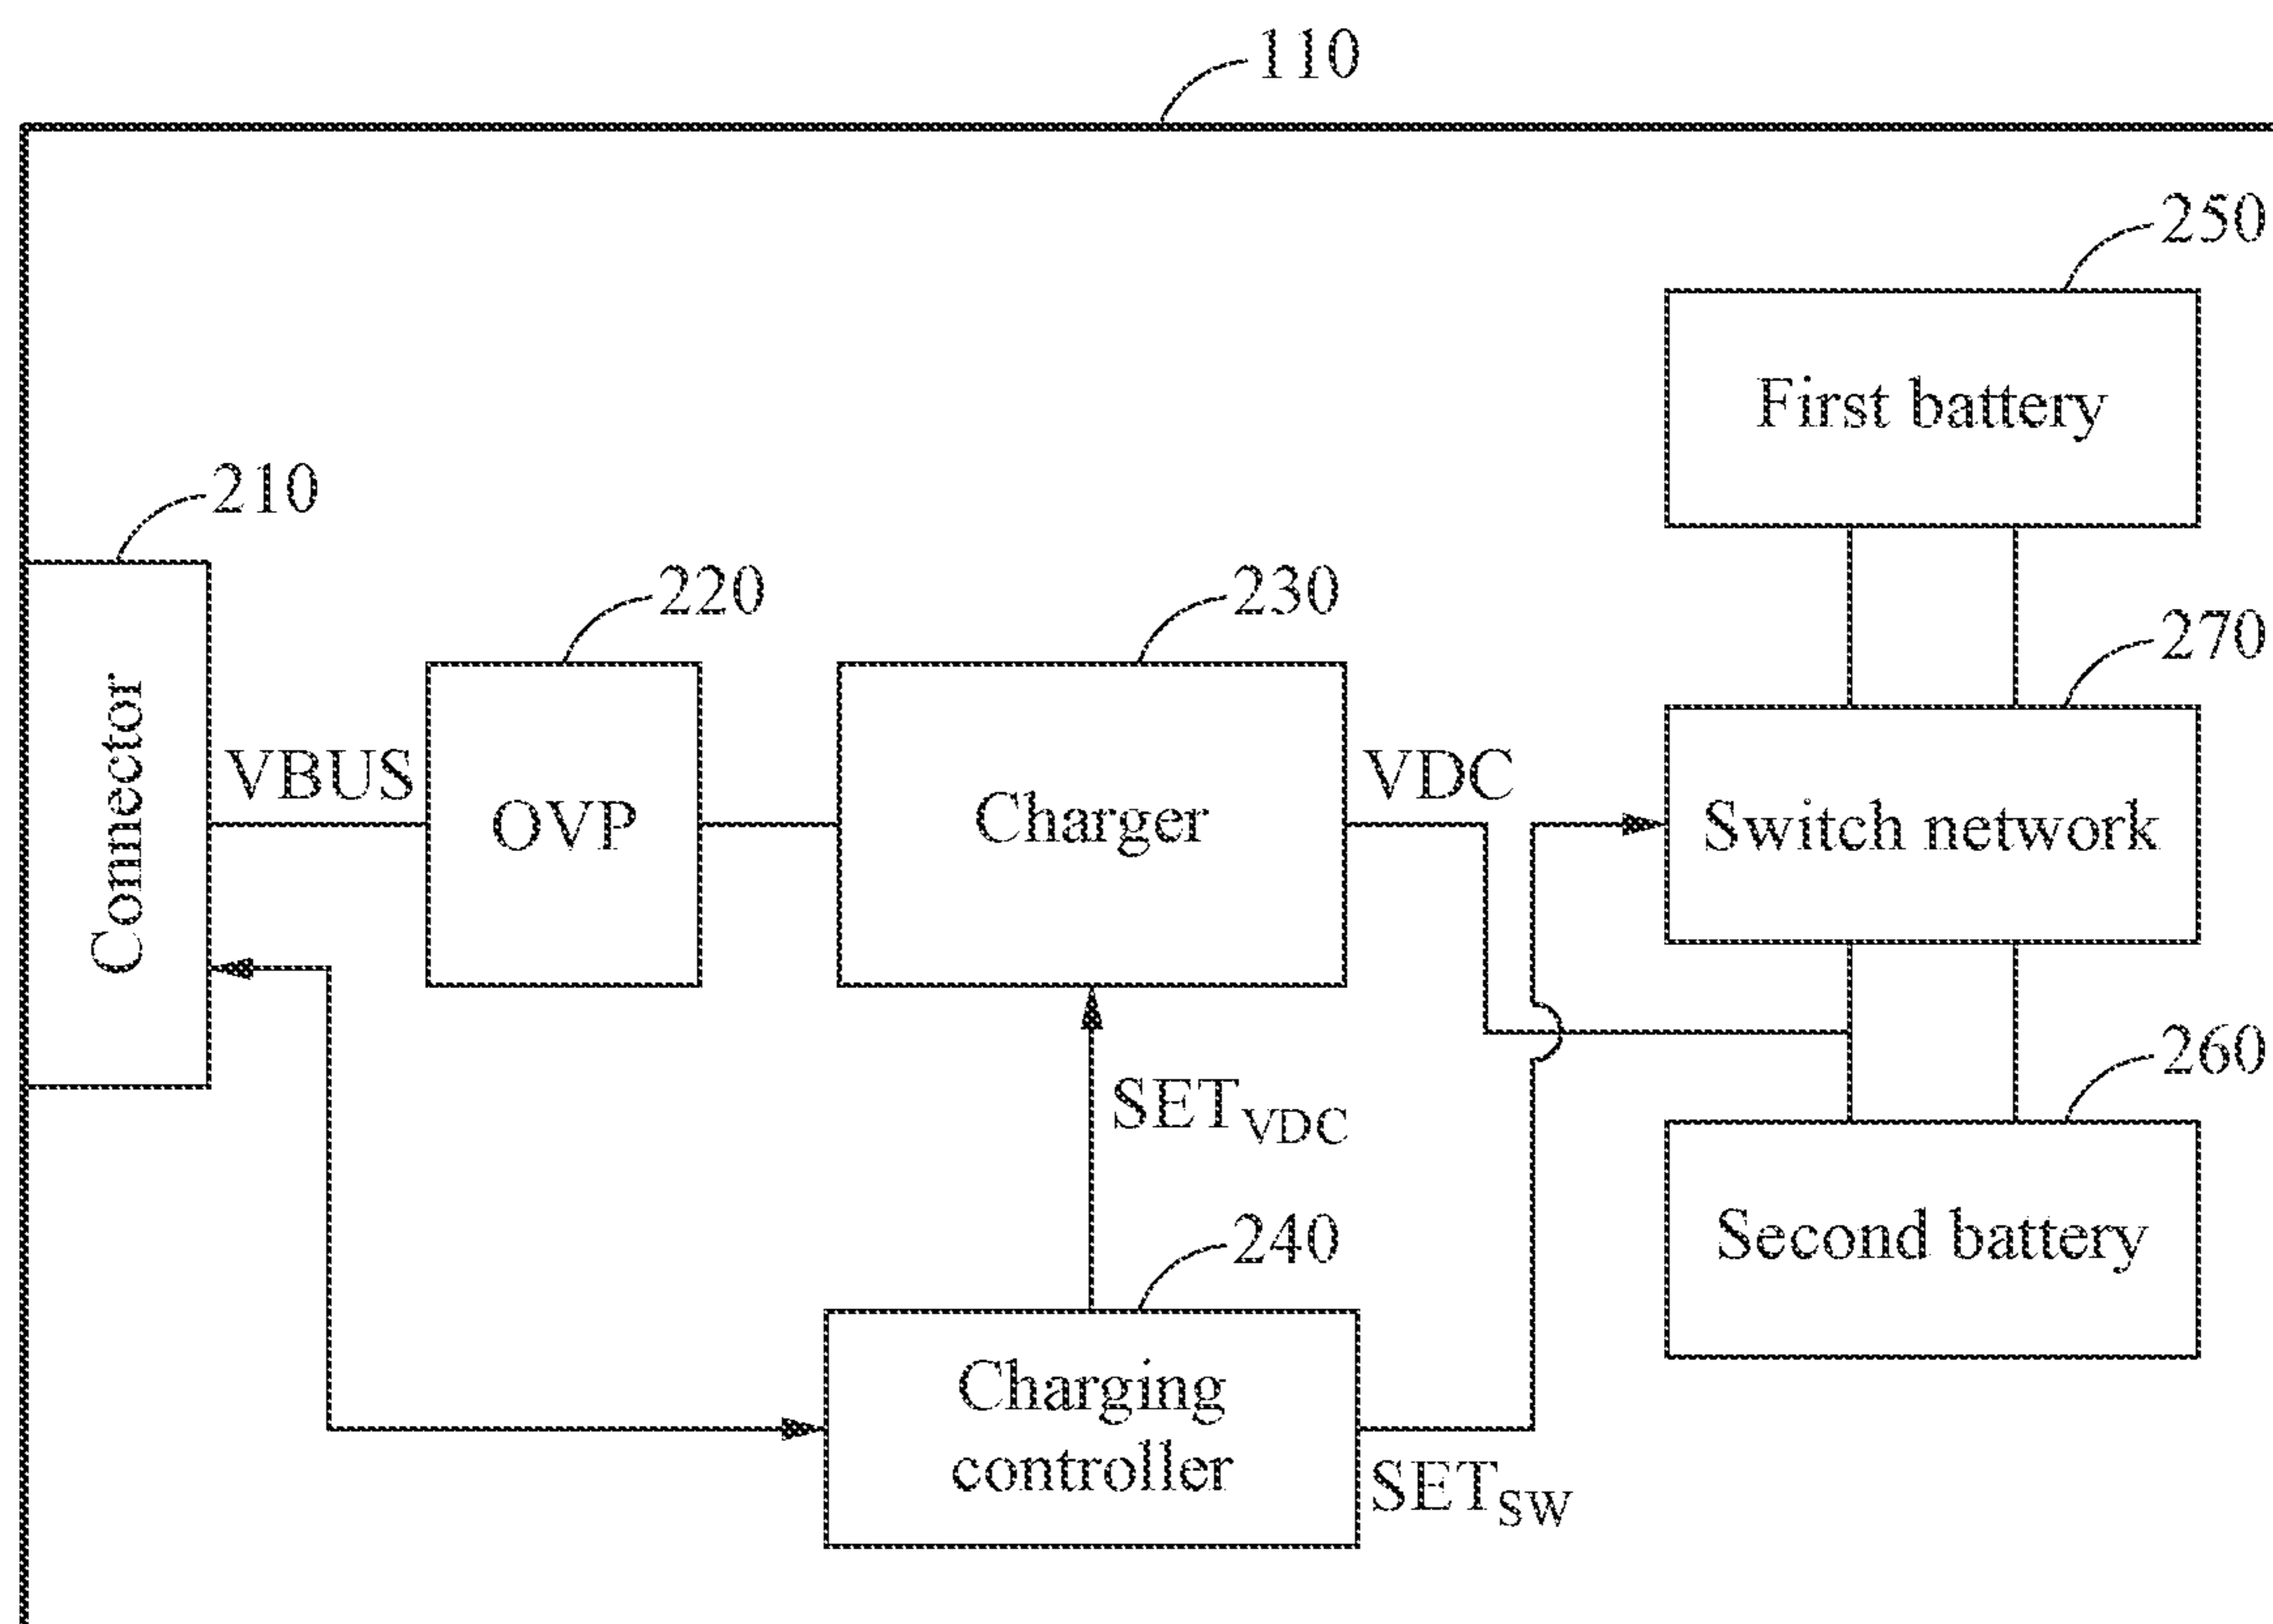 110
250
First battery
210
220
230
270
Connector
VBUS
OVP
Charger
VDC
Switch network
260
SETVDC
Second battery
240
Charging
controller
SETSW